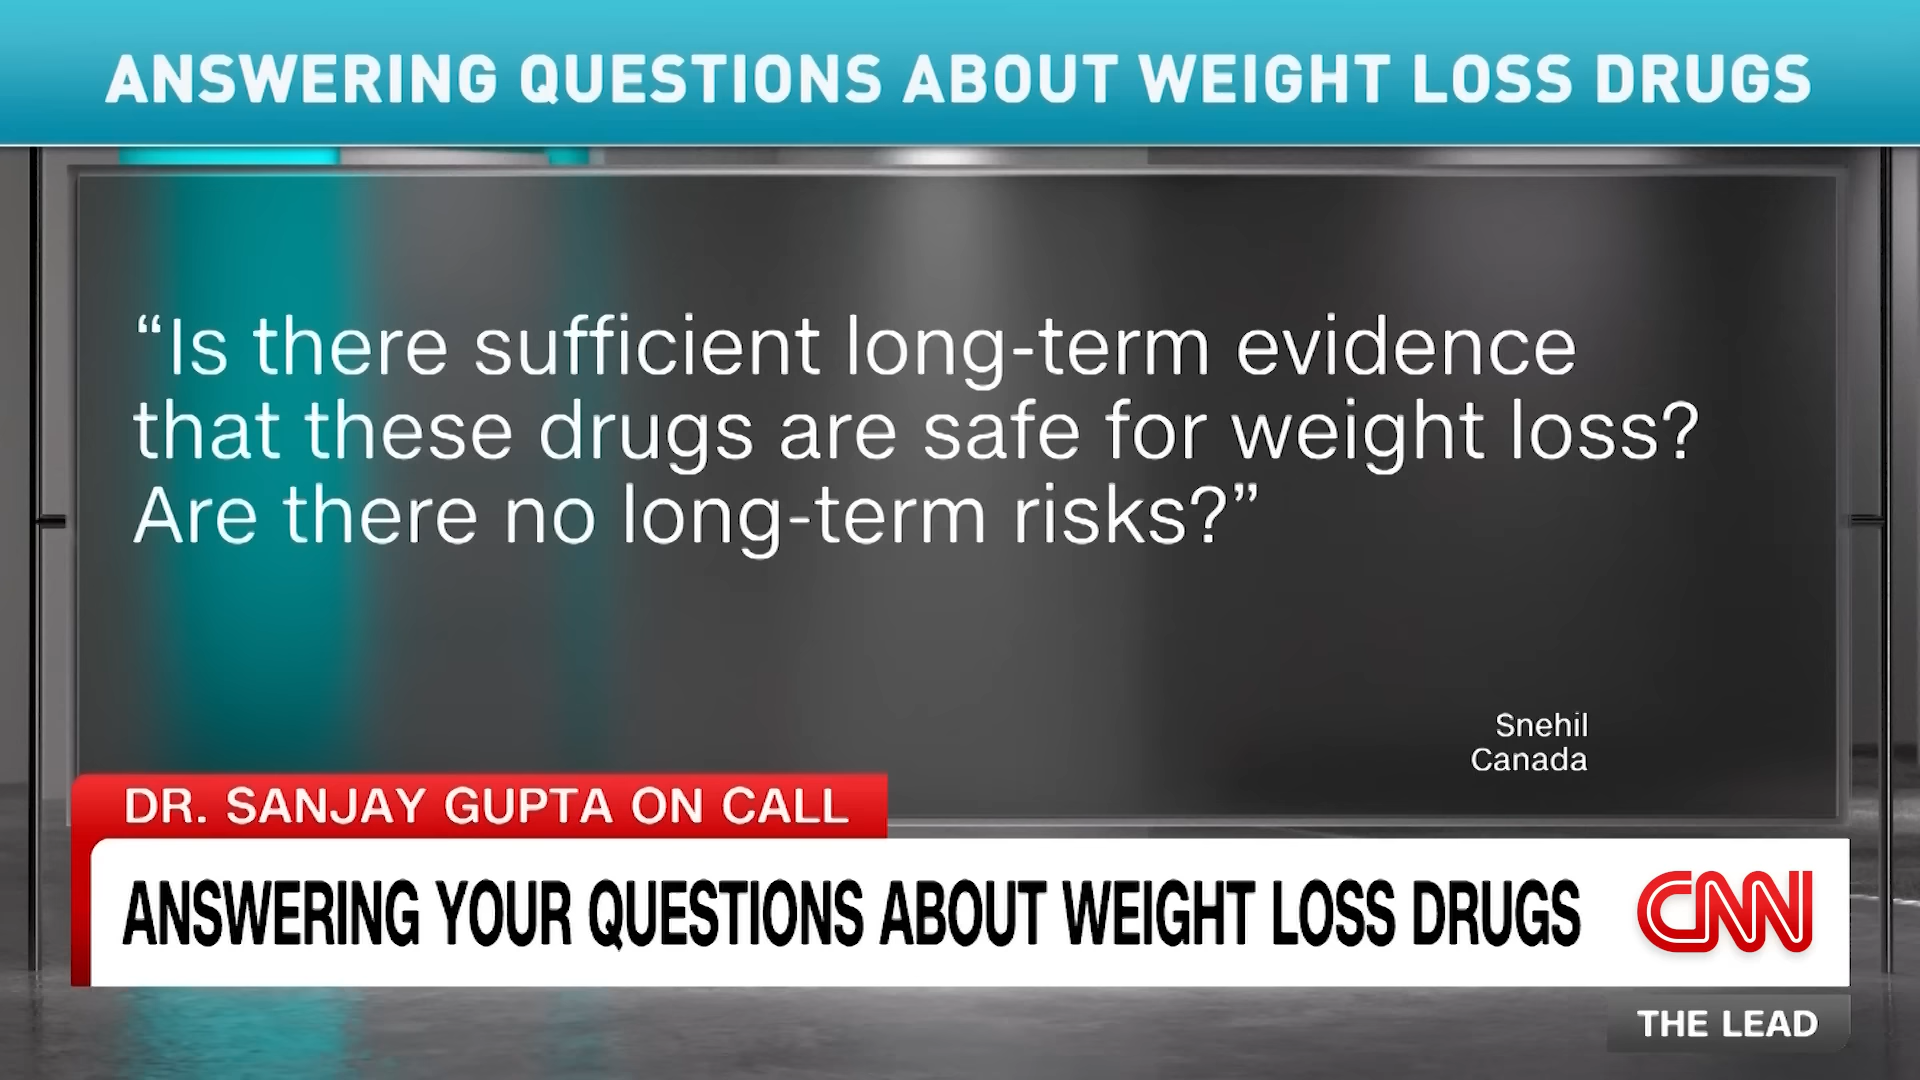 ANSWERING QUESTIONS ABOUT WEIGHT LOSS DRUGS
“Is there sufficient long-term evidence
that these drugs are safe for weight loss?
Are there no long-term risks?”
Snehil
Canada
DR. SANJAY GUPTA ON CALL
ANSWERING YOUR QUESTIONS ABOUT WEIGHT LOSS DRUGS
CNN
THE LEAD